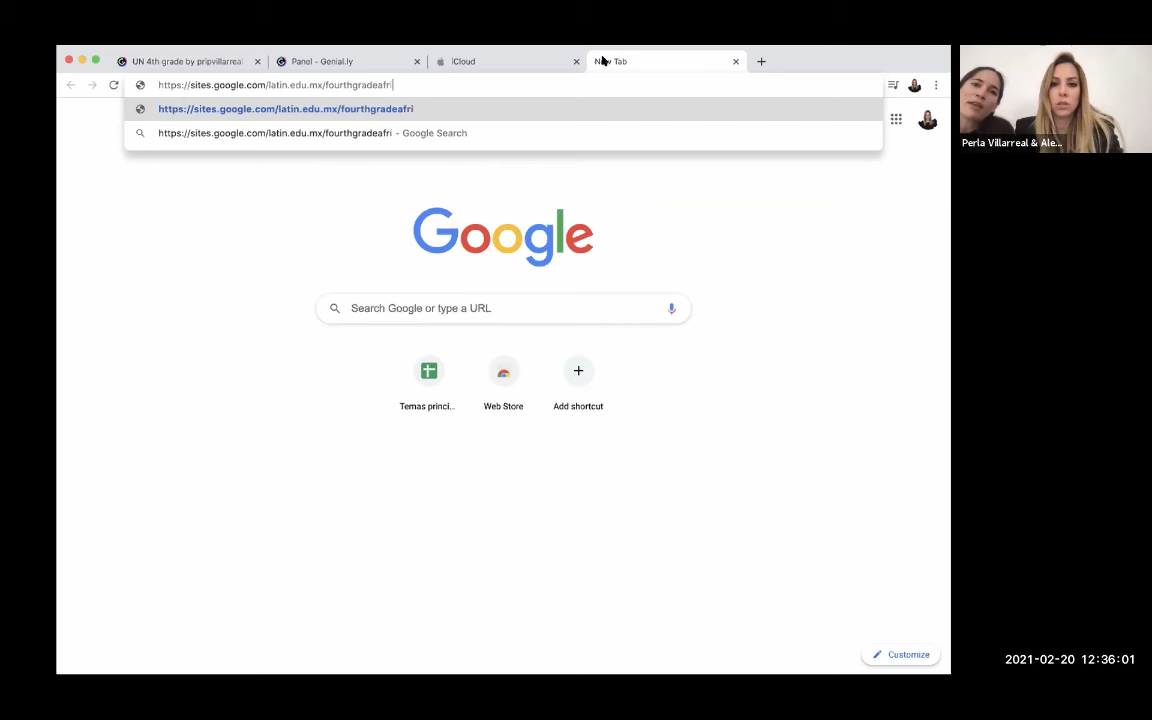 UN 4th grade by pripvillarreal
Panel - Genial.ly
iCloud
New Tab
https://sites.google.com/latin.edu.mx/fourthgradeafri
https://sites.google.com/latin.edu.mx/fourthgradeafri
https://sites.google.com/latin.edu.mx/fourthgradeafri - Google Search
Perla Villarreal & Ale...
Google
Search Google or type a URL
Temas princi...
Web Store
Add shortcut
Customize
2021-02-20 12:36:01